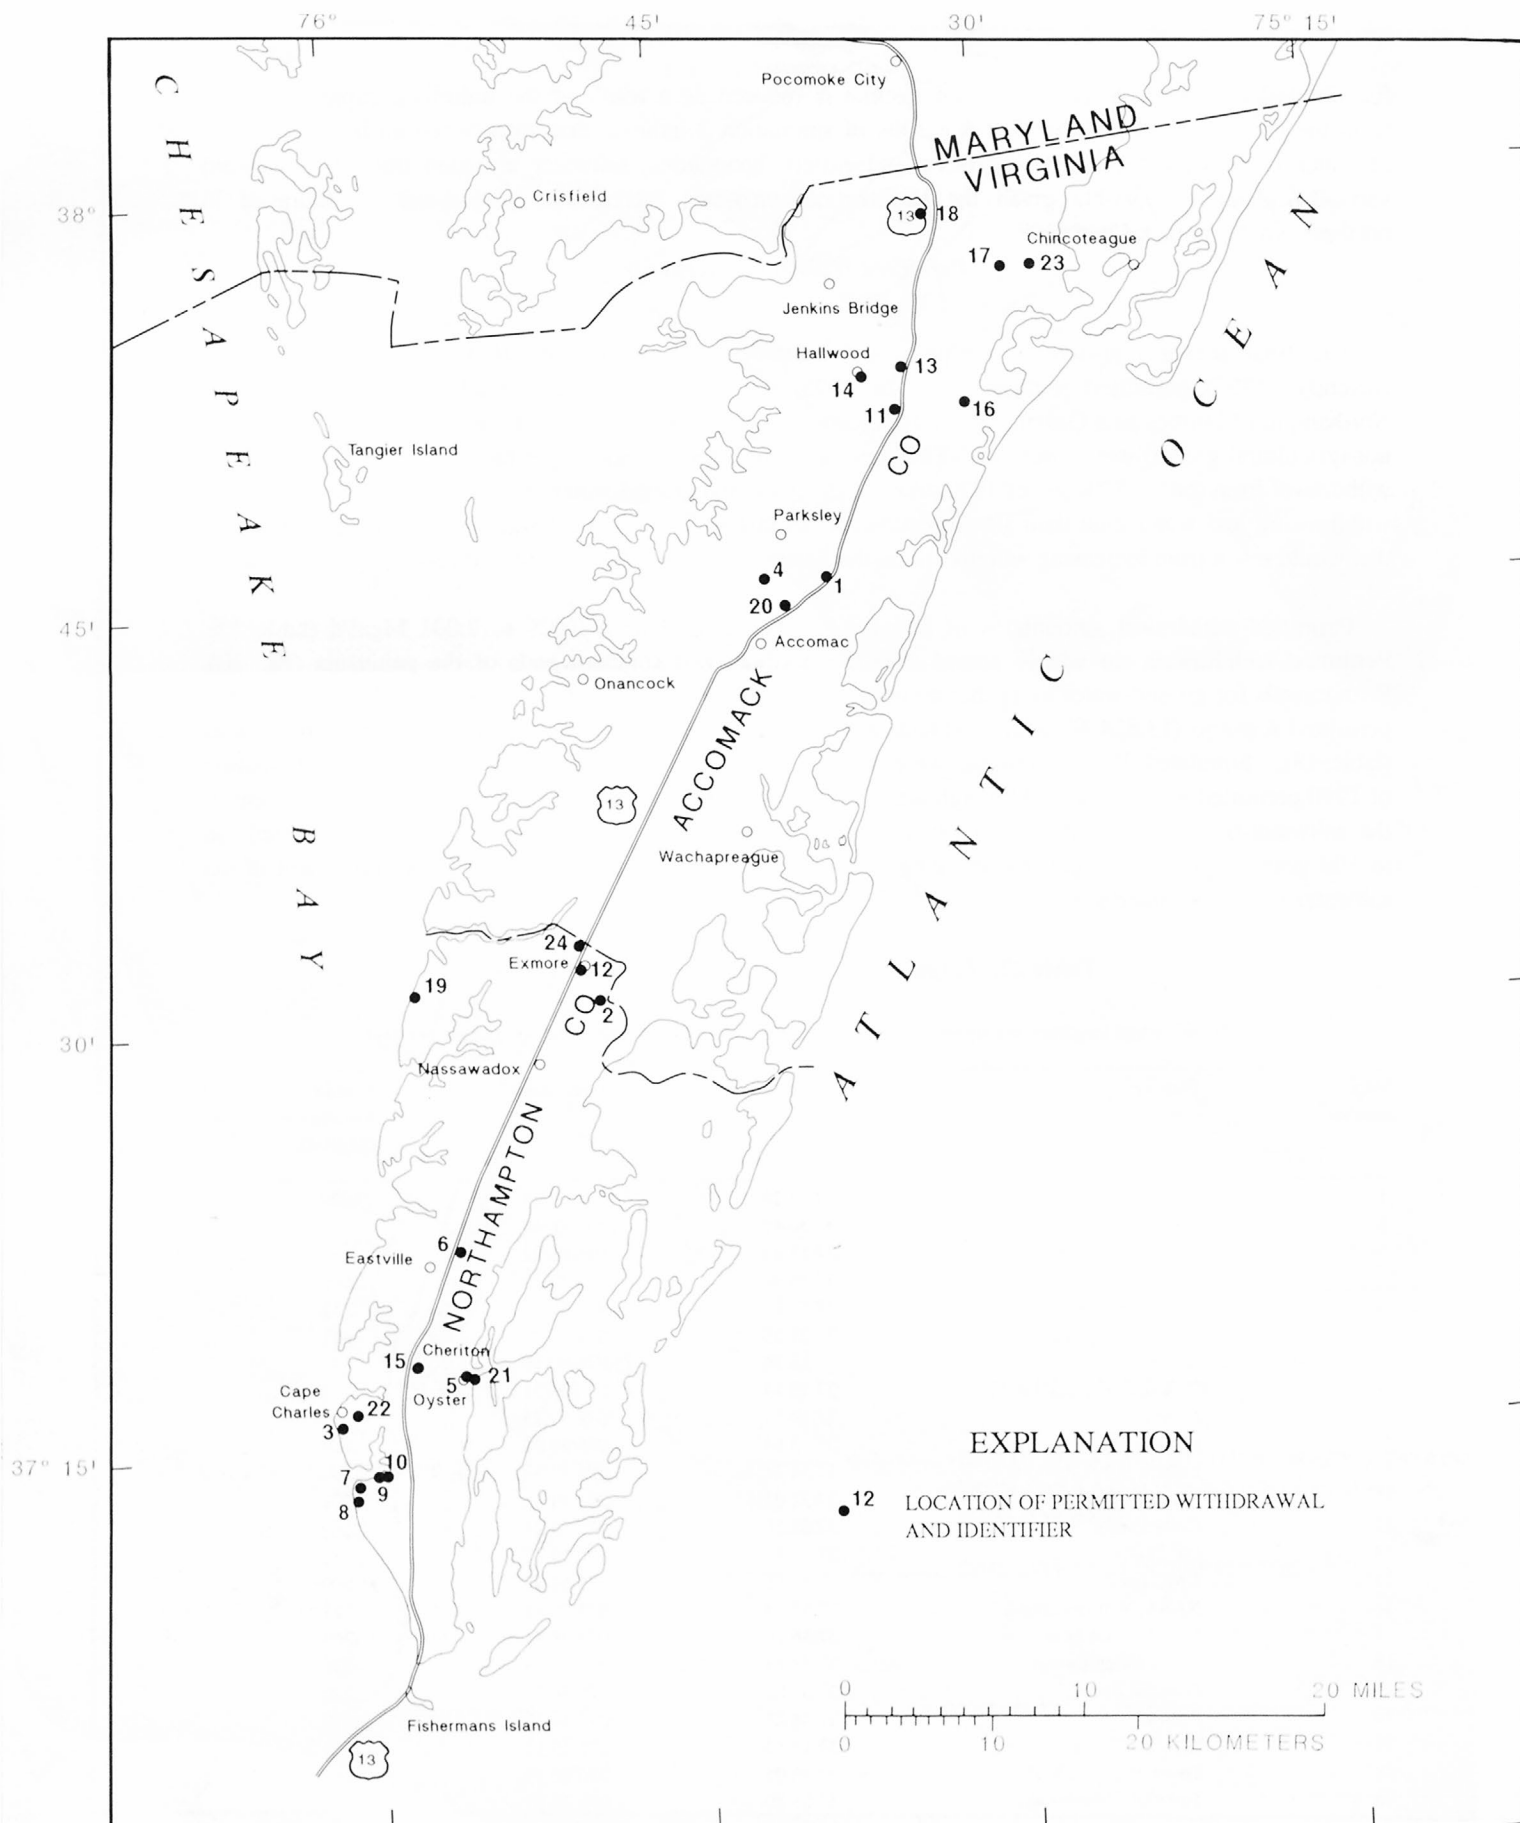 76°
45'
30'
75° 15'
Pocomoke City
MARYLAND
VIRGINIA
CHESAPEAKE BAY
Crisfield
38°
13
18
Chincoteague
17
23
Jenkins Bridge
Hallwood
13
14
11
16
CO
Tangier Island
Parksley
4
1
20
45'
Accomac
Onancock
ACCOMACK
13
Wachapreague
ATLANTIC OCEAN
24
Exmore
12
19
2
CO
30'
Nassawadox
NORTHAMPTON
6
Eastville
Cheriton
15
21
5
Oyster
Cape
Charles
22
3
10
37° 15'
7
9
8
EXPLANATION
12
LOCATION OF PERMITTED WITHDRAWAL
AND IDENTIFIER
0 10 20 MILES
0 10 20 KILOMETERS
Fishermans Island
13